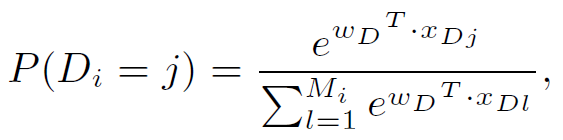 P(D_i = j) = \frac{e^{w_D^T \cdot x_{Dj}}}{\sum_{l=1}^{M_i} e^{w_D^T \cdot x_{Dl}}},